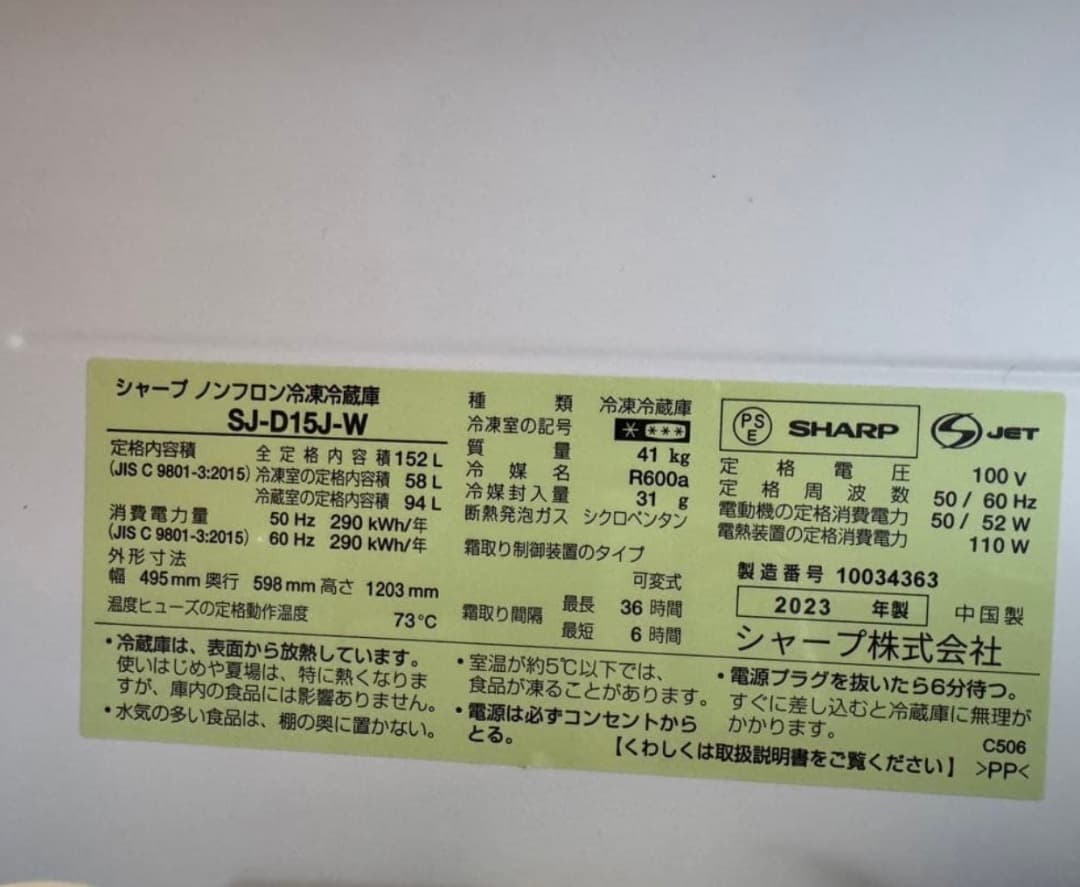 シャープ ノンフロン冷凍冷蔵庫
SJ-D15J-W
定格内容積
(JIS C 9801-3:2015)
全定格内容積 152 L
冷凍室の定格内容積 58 L
冷蔵室の定格内容積 94 L
消費電力量
(JIS C 9801-3:2015)
50 Hz 290 kWh/年
60 Hz 290 kWh/年
外形寸法
幅 495 mm 奥行 598 mm 高さ 1203 mm
温度ヒューズの定格動作温度 73℃
種類 冷凍冷蔵庫
冷凍室の記号 * ***
質量 41 kg
冷媒名 R600a
冷媒封入量 31 g
断熱発泡ガス シクロペンタン
霜取り制御装置のタイプ
可変式
霜取り間隔 最長 36 時間
最短 6 時間
PSE SHARP JET
定格電圧 100 V
定格周波数 50 / 60 Hz
電動機の定格消費電力 50 / 52 W
電熱装置の定格消費電力 110 W
製造番号 10034363
2023 年製 中国製
シャープ株式会社
・冷蔵庫は、表面から放熱しています。
使いはじめや夏場は、特に熱くなりま
すが、庫内の食品には影響ありません。
・水気の多い食品は、棚の奥に置かない。
・室温が約5℃以下では、
食品が凍ることがあります。
・電源は必ずコンセントから
とる。
・電源プラグを抜いたら6分待つ。
すぐに差し込むと冷蔵庫に無理が
かかります。
【くわしくは取扱説明書をご覧ください】
C506
>PP<